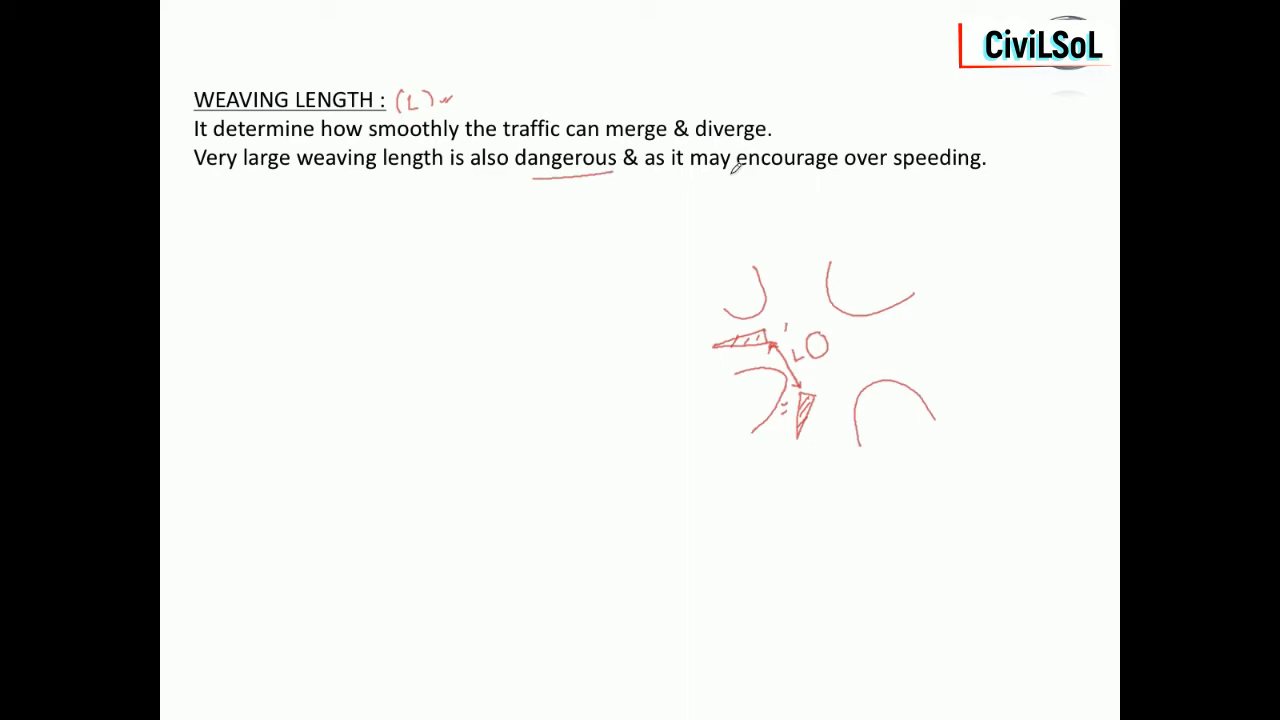 CiviLSoL
WEAVING LENGTH : (L)
It determine how smoothly the traffic can merge & diverge.
Very large weaving length is also dangerous & as it may encourage over speeding.
L